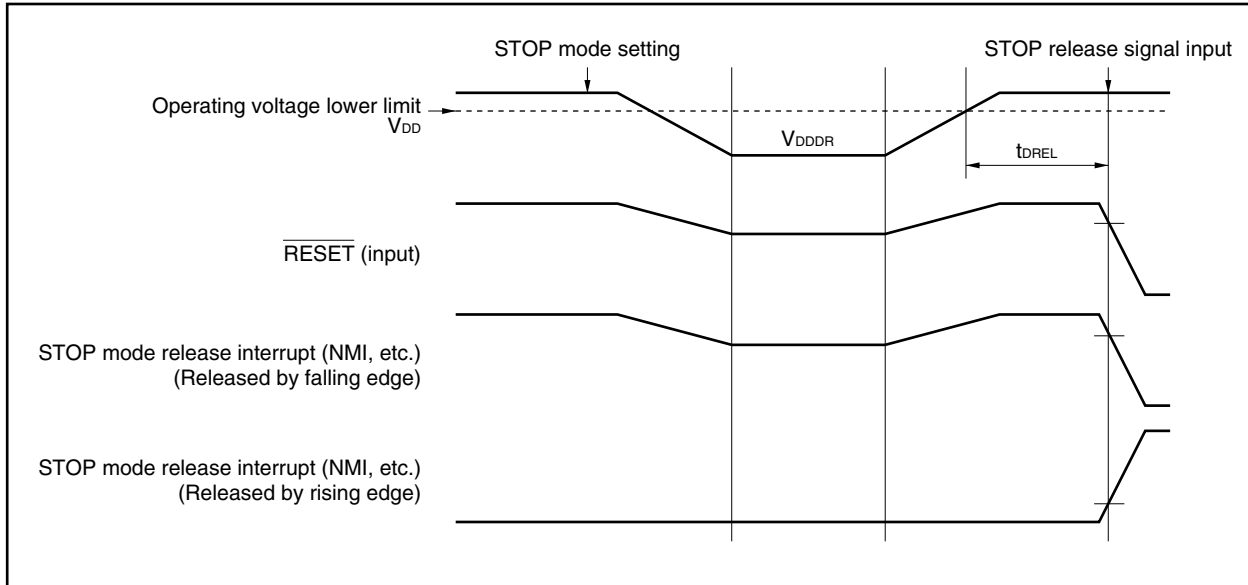 STOP mode setting
STOP release signal input
Operating voltage lower limit
VDD
VDDDR
tDREL
RESET (input)
STOP mode release interrupt (NMI, etc.)
(Released by falling edge)
STOP mode release interrupt (NMI, etc.)
(Released by rising edge)